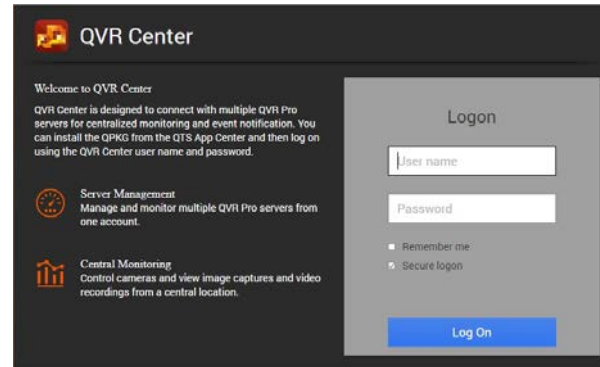 QVR Center
Welcome to QVR Center
QVR Center is designed to connect with multiple QVR Pro
servers for centralized monitoring and event notification. You
can install the QPKG from the QTS App Center and then log on
using the QVR Center user name and password.
Server Management
Manage and monitor multiple QVR Pro servers from
one account.
Central Monitoring
Control cameras and view image captures and video
recordings from a central location.
Logon
User name
Password
Remember me
Secure logon
Log On